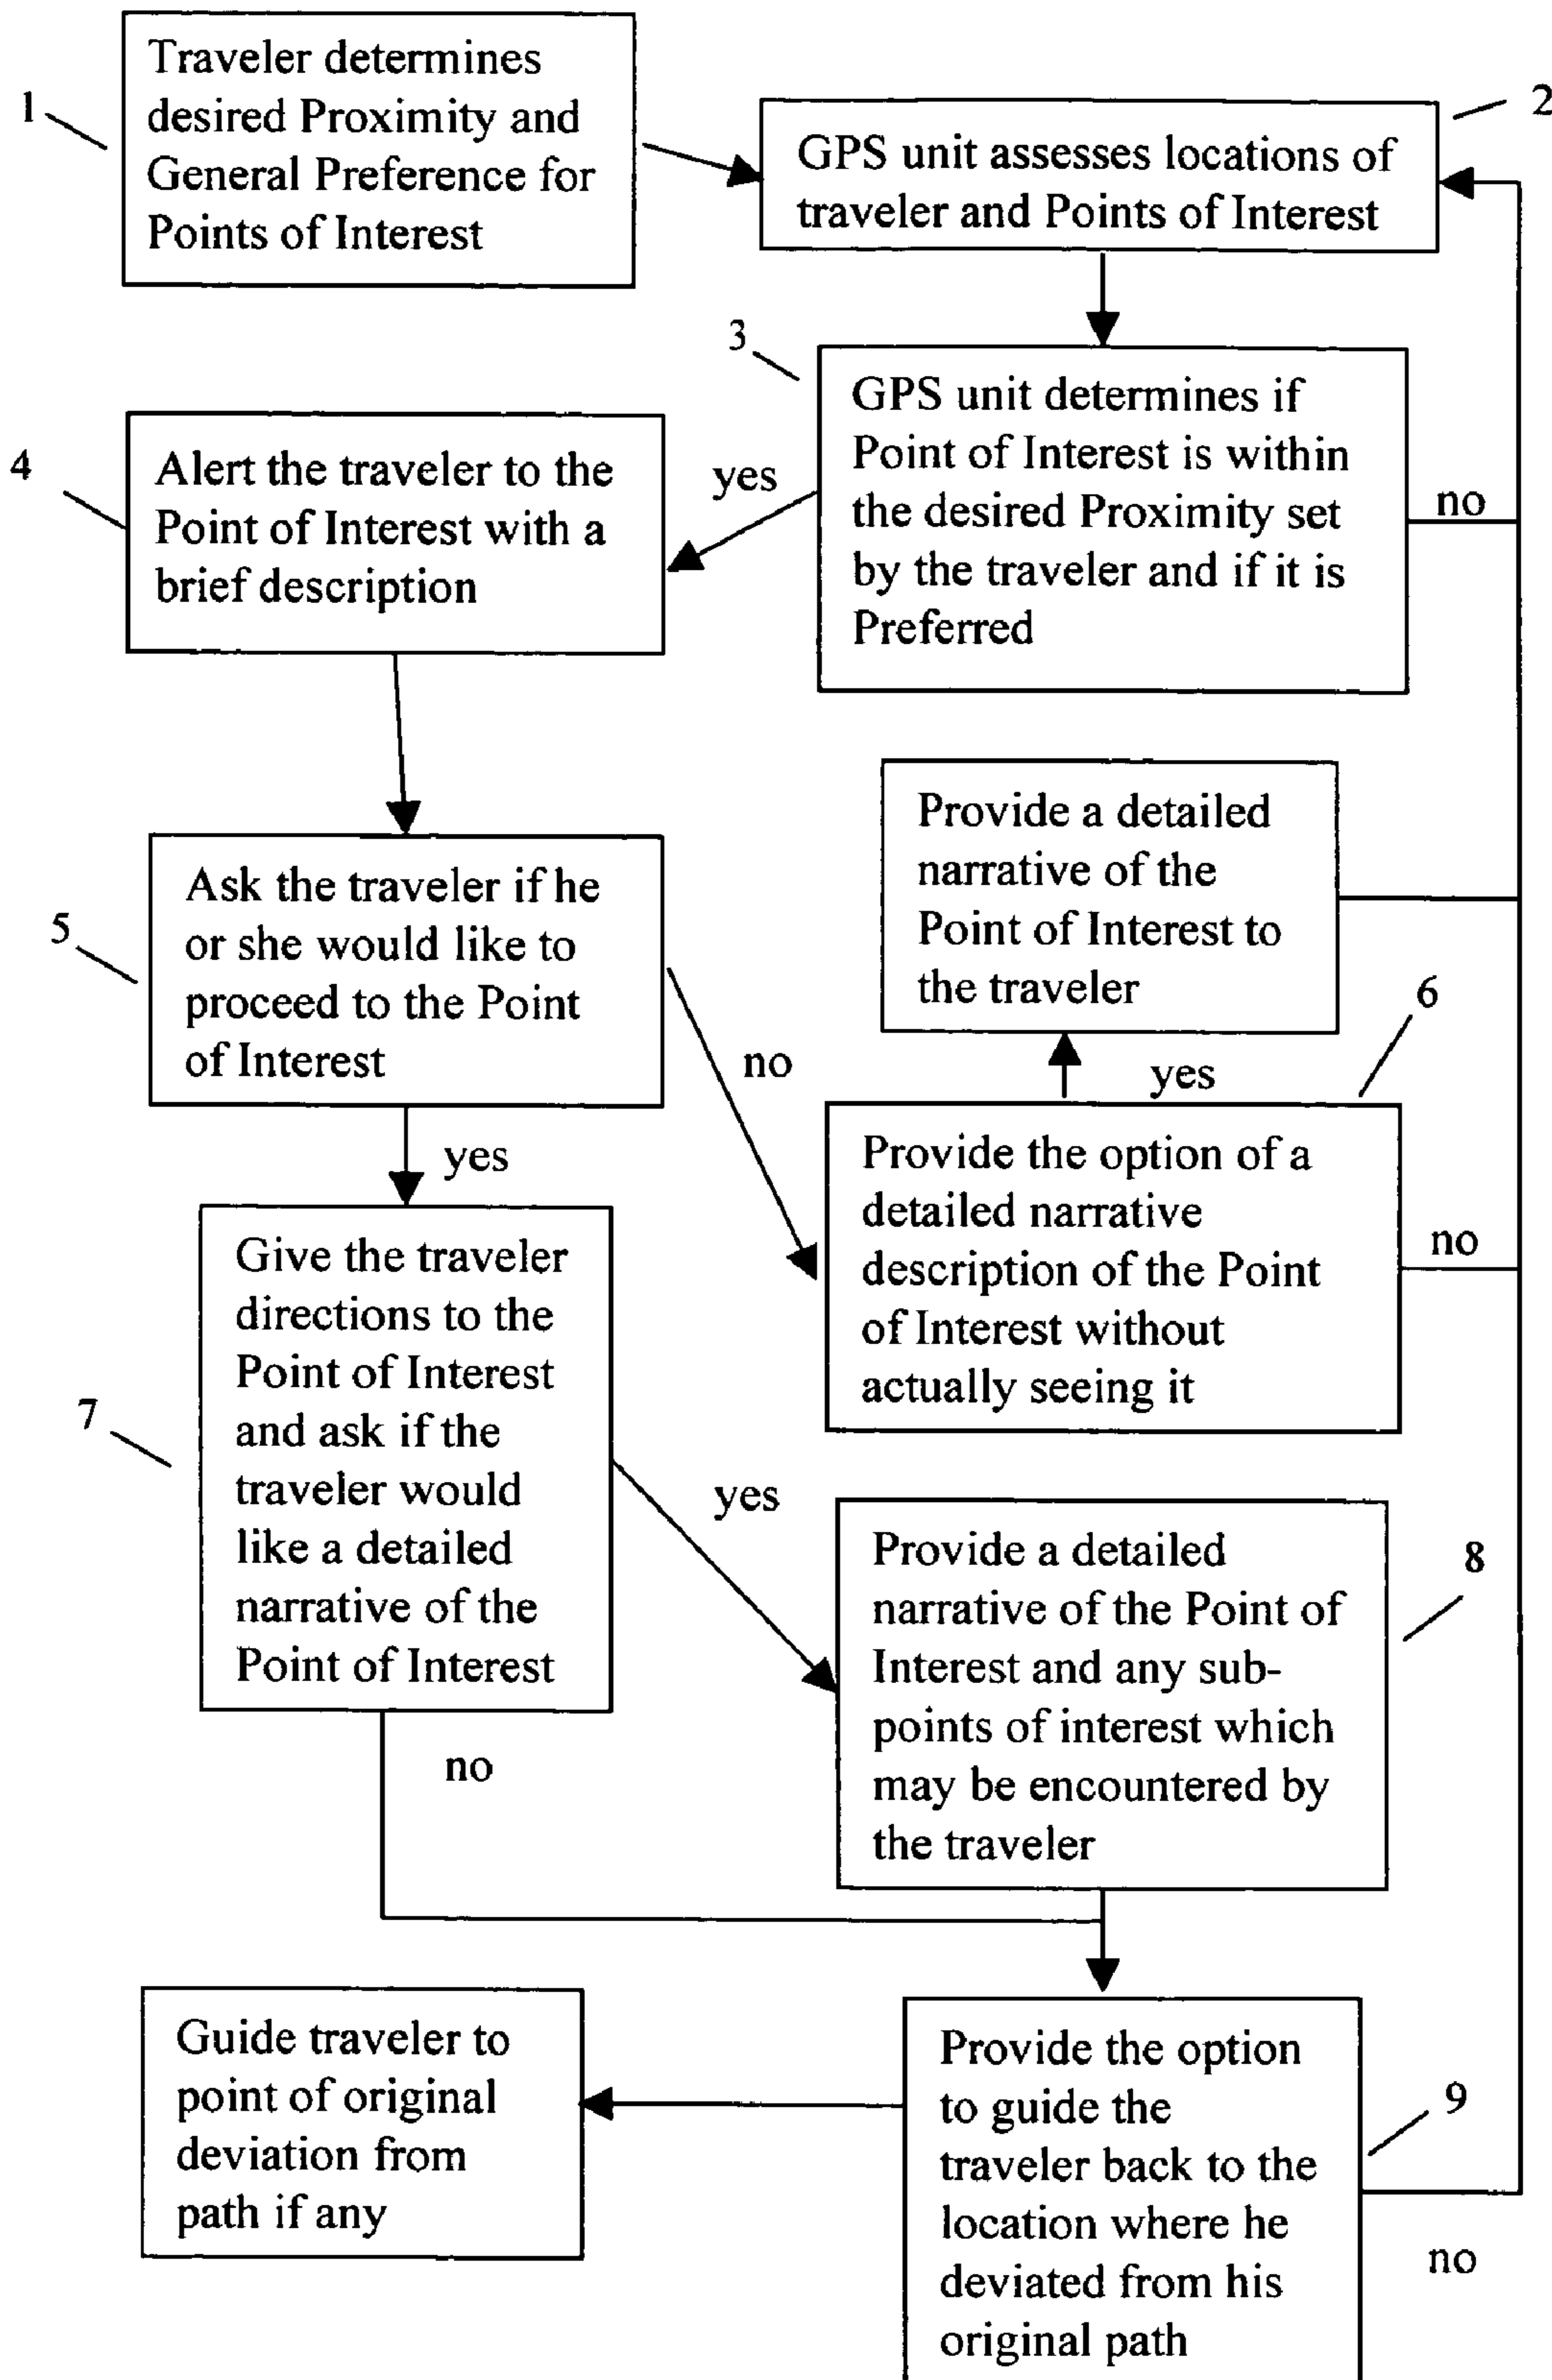 1
Traveler determines
desired Proximity and
General Preference for
Points of Interest
2
GPS unit assesses locations of
traveler and Points of Interest
3
GPS unit determines if
Point of Interest is within
the desired Proximity set
by the traveler and if it is
Preferred
yes
no
4
Alert the traveler to the
Point of Interest with a
brief description
5
Ask the traveler if he
or she would like to
proceed to the Point
of Interest
no
yes
Provide a detailed
narrative of the
Point of Interest to
the traveler
6
yes
Provide the option of a
detailed narrative
description of the Point
of Interest without
actually seeing it
no
7
Give the traveler
directions to the
Point of Interest
and ask if the
traveler would
like a detailed
narrative of the
Point of Interest
yes
no
8
Provide a detailed
narrative of the Point of
Interest and any sub-
points of interest which
may be encountered by
the traveler
Guide traveler to
point of original
deviation from
path if any
9
Provide the option
to guide the
traveler back to the
location where he
deviated from his
original path
no